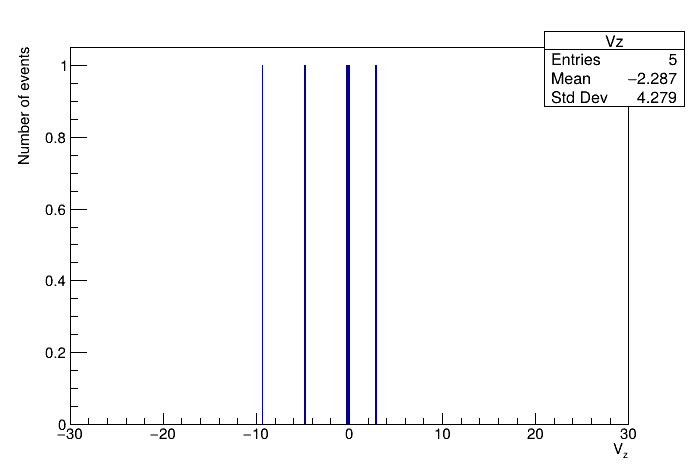 Vz
Entries 5
Mean −2.287
Std Dev 4.279
Number of events
1
0.8
0.6
0.4
0.2
0
−30 −20 −10 0 10 20 30
Vz